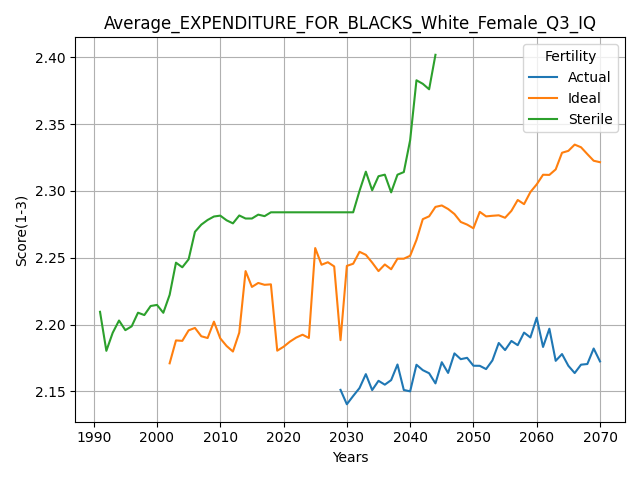 Average_EXPENDITURE_FOR_BLACKS_White_Female_Q3_IQ
Fertility
Actual
Ideal
Sterile
Score(1-3)
2.40
2.35
2.30
2.25
2.20
2.15
1990 2000 2010 2020 2030 2040 2050 2060 2070
Years